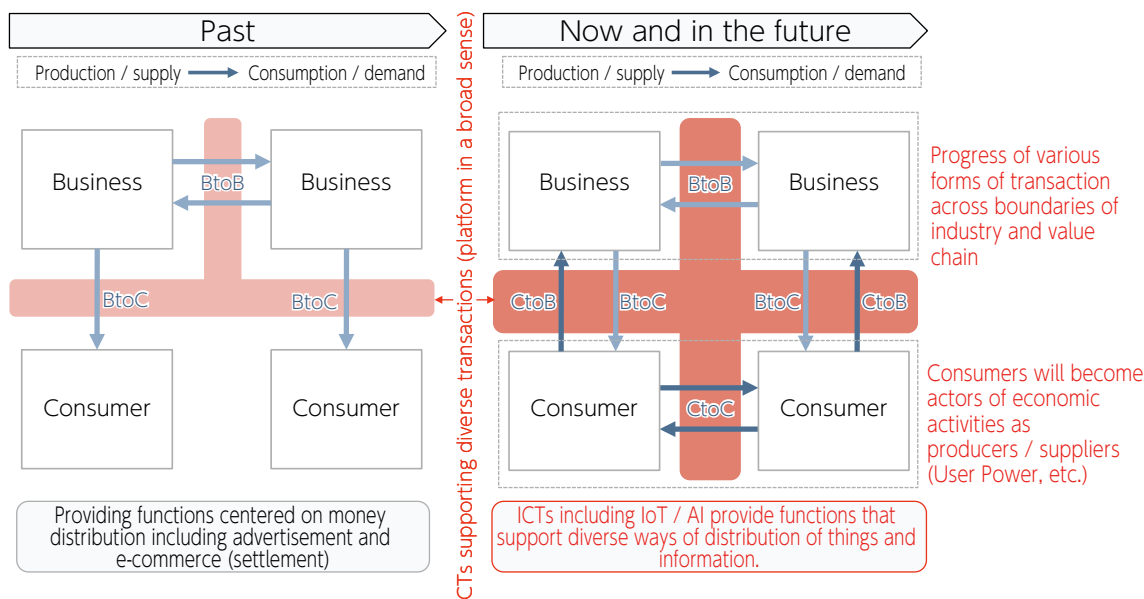 Past
Production / supply
Consumption / demand
Business
BtoB
Business
BtoC
BtoC
Consumer
Consumer
Providing functions centered on money
distribution including advertisement and
e-commerce (settlement)
CTs supporting diverse transactions (platform in a broad sense)
Now and in the future
Production / supply
Consumption / demand
Business
BtoB
Business
Progress of various
forms of transaction
across boundaries of
industry and value
chain
CtoB
BtoC
BtoC
CtoB
Consumer
CtoC
Consumer
Consumers will become
actors of economic
activities as
producers / suppliers
(User Power, etc.)
ICTs including IoT / AI provide functions that
support diverse ways of distribution of things and
information.